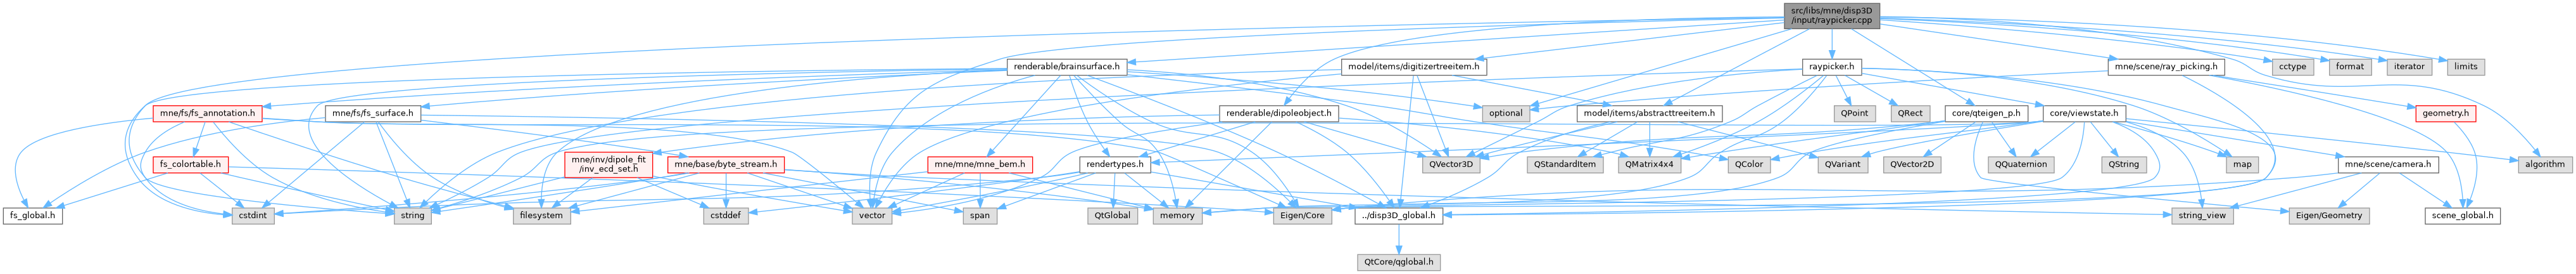 src/libs/mne/disp3D
/input/raypicker.cpp
renderable/brainsurface.h
model/items/digitizertreeitem.h
raypicker.h
mne/scene/ray_picking.h
cctype
format
iterator
limits
mne/fs/fs_annotation.h
mne/fs/fs_surface.h
renderable/dipoleobject.h
optional
model/items/abstracttreeitem.h
QPoint
QRect
core/qteigen_p.h
core/viewstate.h
geometry.h
fs_colortable.h
mne/inv/dipole_fit
/inv_ecd_set.h
mne/base/byte_stream.h
mne/mne/mne_bem.h
rendertypes.h
QVector3D
QStandardItem
QMatrix4x4
QColor
QVariant
QVector2D
QQuaternion
QString
map
mne/scene/camera.h
algorithm
fs_global.h
cstdint
string
filesystem
cstddef
vector
span
QtGlobal
memory
Eigen/Core
../disp3D_global.h
string_view
Eigen/Geometry
scene_global.h
QtCore/qglobal.h